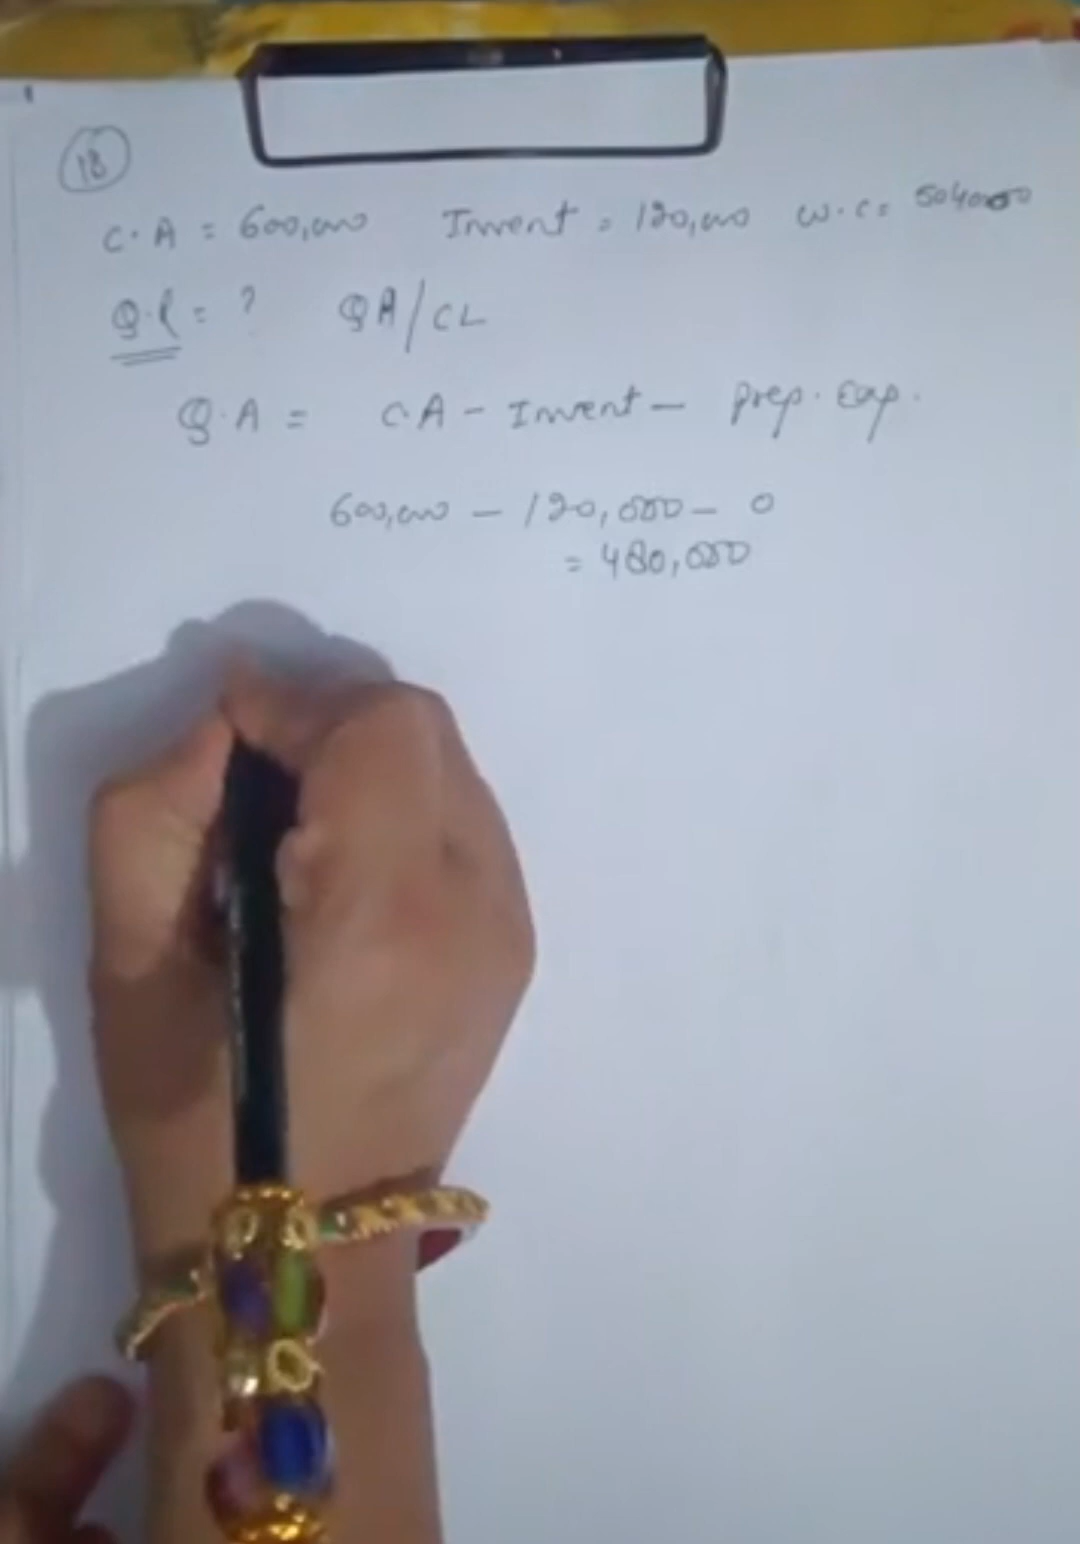 18
C.A = 600,000 Invent = 120,000 W.C = 504000
Q.R = ? QA/CL
Q.A = C.A - Invent - Prep. Exp.
600,000 - 120,000 - 0
= 480,000